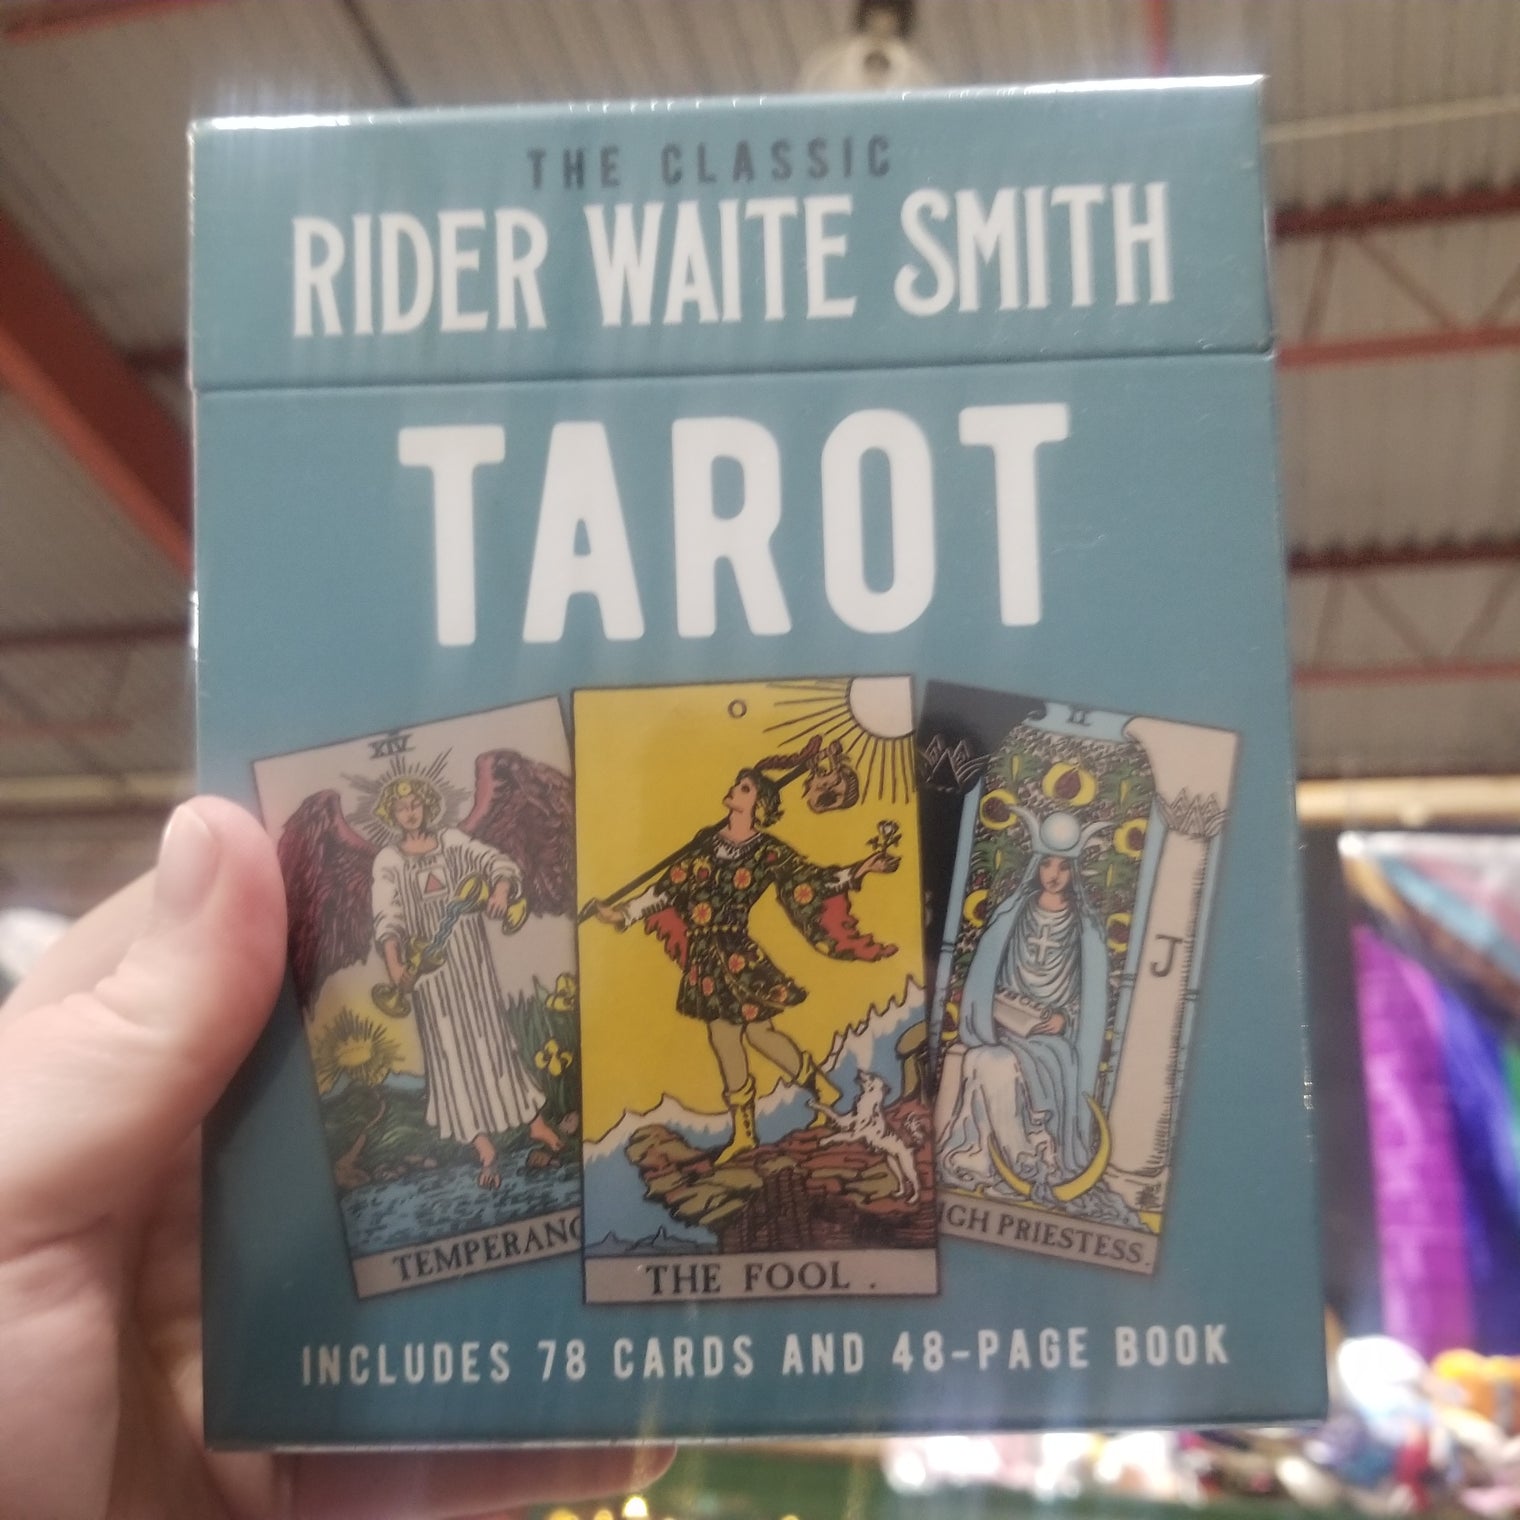 THE CLASSIC
RIDER WAITE SMITH
TAROT
XIV
0
II
J
TEMPERANC
THE FOOL .
IGH PRIESTESS.
INCLUDES 78 CARDS AND 48-PAGE BOOK